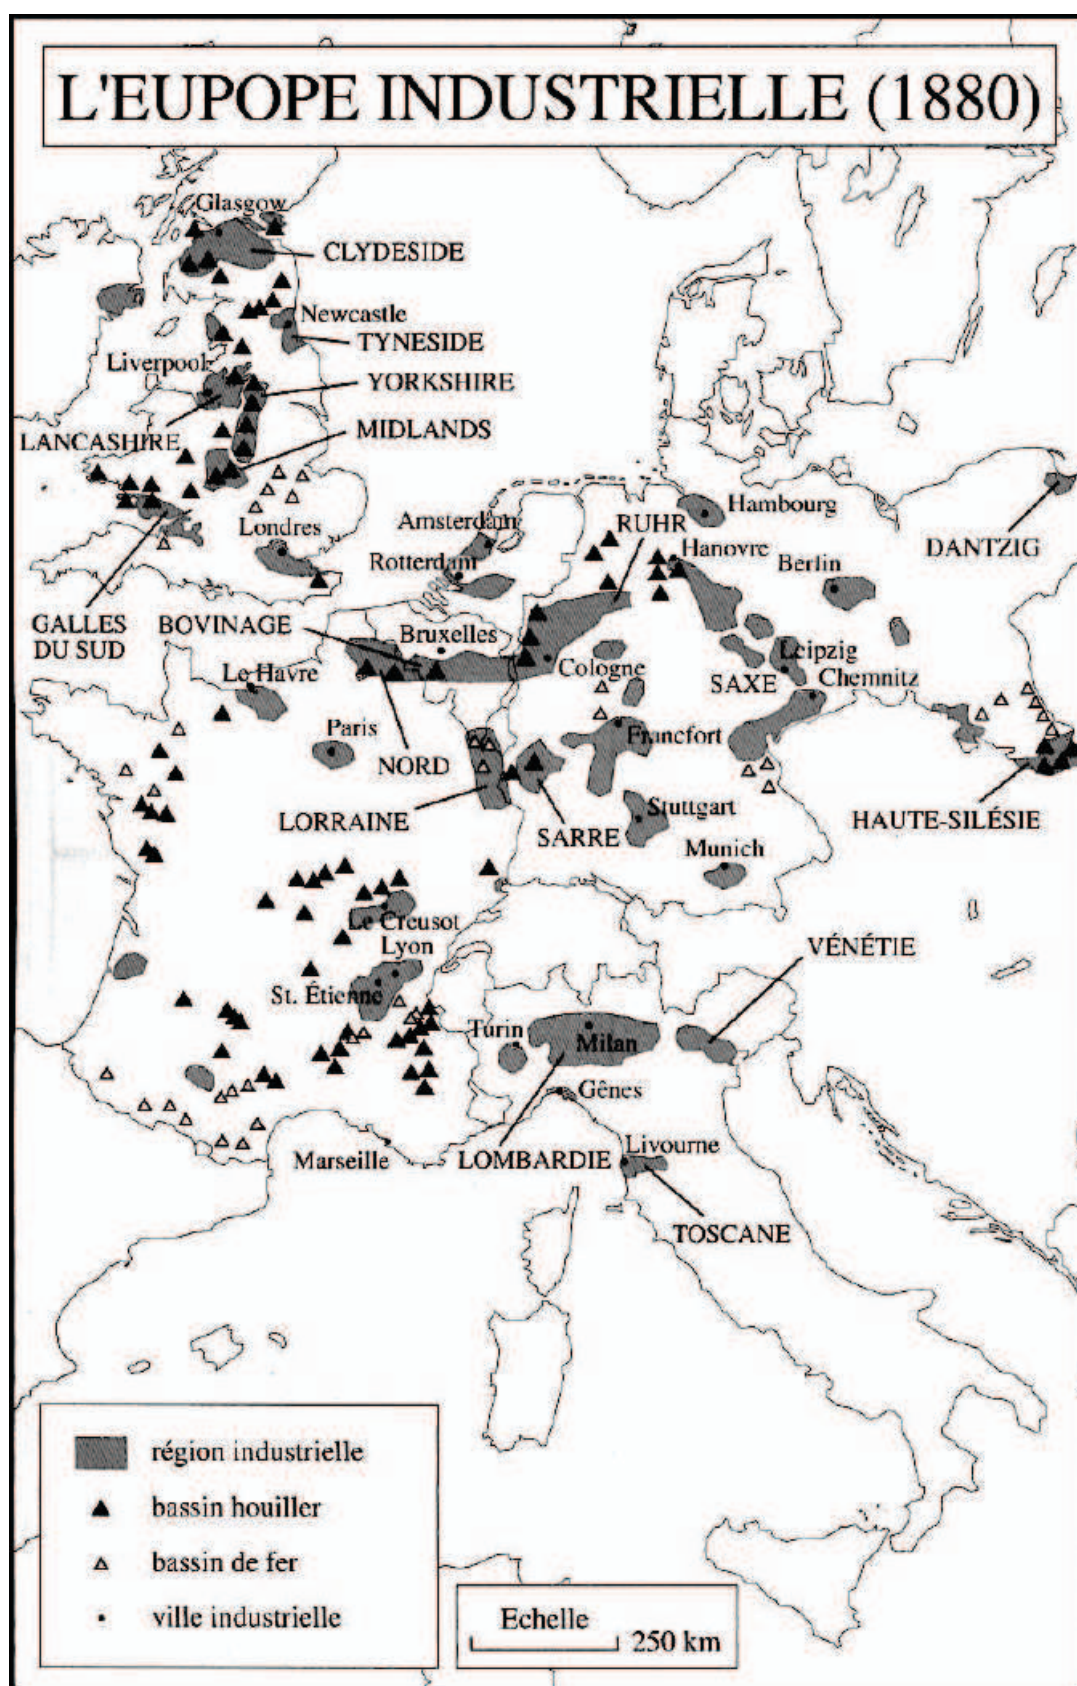 L'EUPOPE INDUSTRIELLE (1880)
Glasgow
CLYDESIDE
Newcastle
TYNESIDE
Liverpool
YORKSHIRE
LANCASHIRE
MIDLANDS
Londres
Amsterdam
RUHR
Hambourg
Rotterdam
Hanovre
Berlin
DANTZIG
GALLES
DU SUD
BOVINAGE
Bruxelles
Cologne
Leipzig
Le Havre
SAXE
Chemnitz
Paris
NORD
Francfort
LORRAINE
SARRE
Stuttgart
HAUTE-SILÉSIE
Munich
Le Creusot
Lyon
VÉNÉTIE
St. Étienne
Turin
Milan
Gênes
Marseille
LOMBARDIE
Livourne
TOSCANE
région industrielle
bassin houiller
bassin de fer
ville industrielle
Echelle
250 km